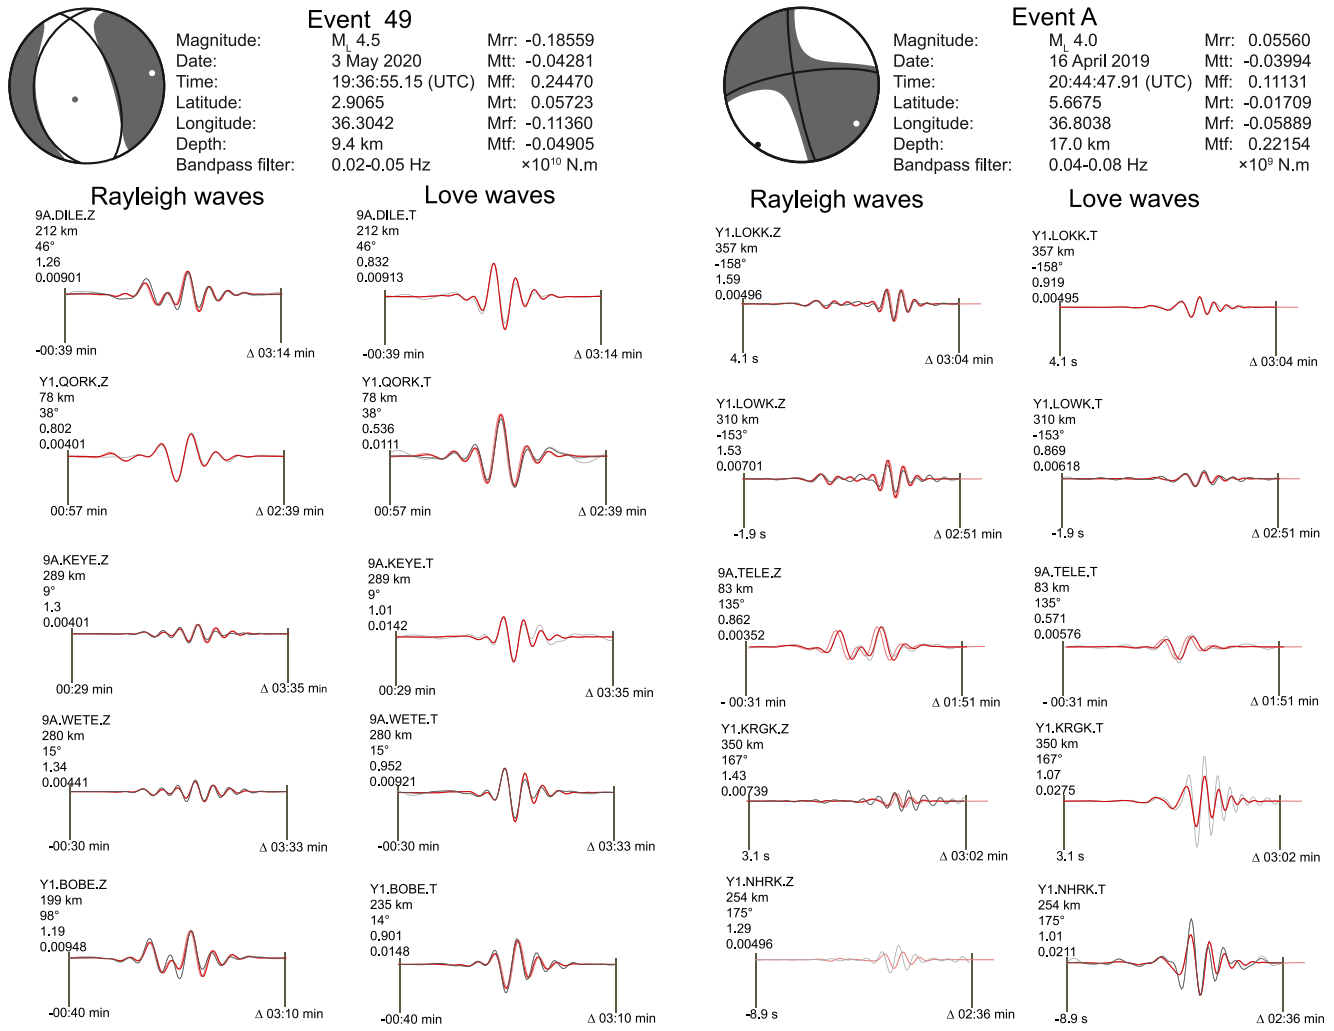 Event 49
Magnitude: ML 4.5 Mrr: -0.18559
Date: 3 May 2020 Mtt: -0.04281
Time: 19:36:55.15 (UTC) Mff: 0.24470
Latitude: 2.9065 Mrt: 0.05723
Longitude: 36.3042 Mrf: -0.11360
Depth: 9.4 km Mtf: -0.04905
Bandpass filter: 0.02-0.05 Hz ×10¹⁰ N.m
Rayleigh waves
Love waves
9A.DILE.Z
212 km
46°
1.26
0.00901
-00:39 min
Δ 03:14 min
9A.DILE.T
212 km
46°
0.832
0.00913
-00:39 min
Δ 03:14 min
Y1.QORK.Z
78 km
38°
0.802
0.00401
00:57 min
Δ 02:39 min
Y1.QORK.T
78 km
38°
0.536
0.0111
00:57 min
Δ 02:39 min
9A.KEYE.Z
289 km
9°
1.3
0.00401
00:29 min
Δ 03:35 min
9A.KEYE.T
289 km
9°
1.01
0.0142
00:29 min
Δ 03:35 min
9A.WETE.Z
280 km
15°
1.34
0.00441
-00:30 min
Δ 03:33 min
9A.WETE.T
280 km
15°
0.952
0.00921
-00:30 min
Δ 03:33 min
Y1.BOBE.Z
199 km
98°
1.19
0.00948
-00:40 min
Δ 03:10 min
Y1.BOBE.T
235 km
14°
0.901
0.0148
-00:40 min
Δ 03:10 min
Event A
Magnitude: ML 4.0 Mrr: 0.05560
Date: 16 April 2019 Mtt: -0.03994
Time: 20:44:47.91 (UTC) Mff: 0.11131
Latitude: 5.6675 Mrt: -0.01709
Longitude: 36.8038 Mrf: -0.05889
Depth: 17.0 km Mtf: 0.22154
Bandpass filter: 0.04-0.08 Hz ×10⁹ N.m
Rayleigh waves
Love waves
Y1.LOKK.Z
357 km
-158°
1.59
0.00496
4.1 s
Δ 03:04 min
Y1.LOKK.T
357 km
-158°
0.919
0.00495
4.1 s
Δ 03:04 min
Y1.LOWK.Z
310 km
-153°
1.53
0.00701
-1.9 s
Δ 02:51 min
Y1.LOWK.T
310 km
-153°
0.869
0.00618
-1.9 s
Δ 02:51 min
9A.TELE.Z
83 km
135°
0.862
0.00352
- 00:31 min
Δ 01:51 min
9A.TELE.T
83 km
135°
0.571
0.00576
- 00:31 min
Δ 01:51 min
Y1.KRGK.Z
350 km
167°
1.43
0.00739
3.1 s
Δ 03:02 min
Y1.KRGK.T
350 km
167°
1.07
0.0275
3.1 s
Δ 03:02 min
Y1.NHRK.Z
254 km
175°
1.29
0.00496
-8.9 s
Δ 02:36 min
Y1.NHRK.T
254 km
175°
1.01
0.0211
-8.9 s
Δ 02:36 min